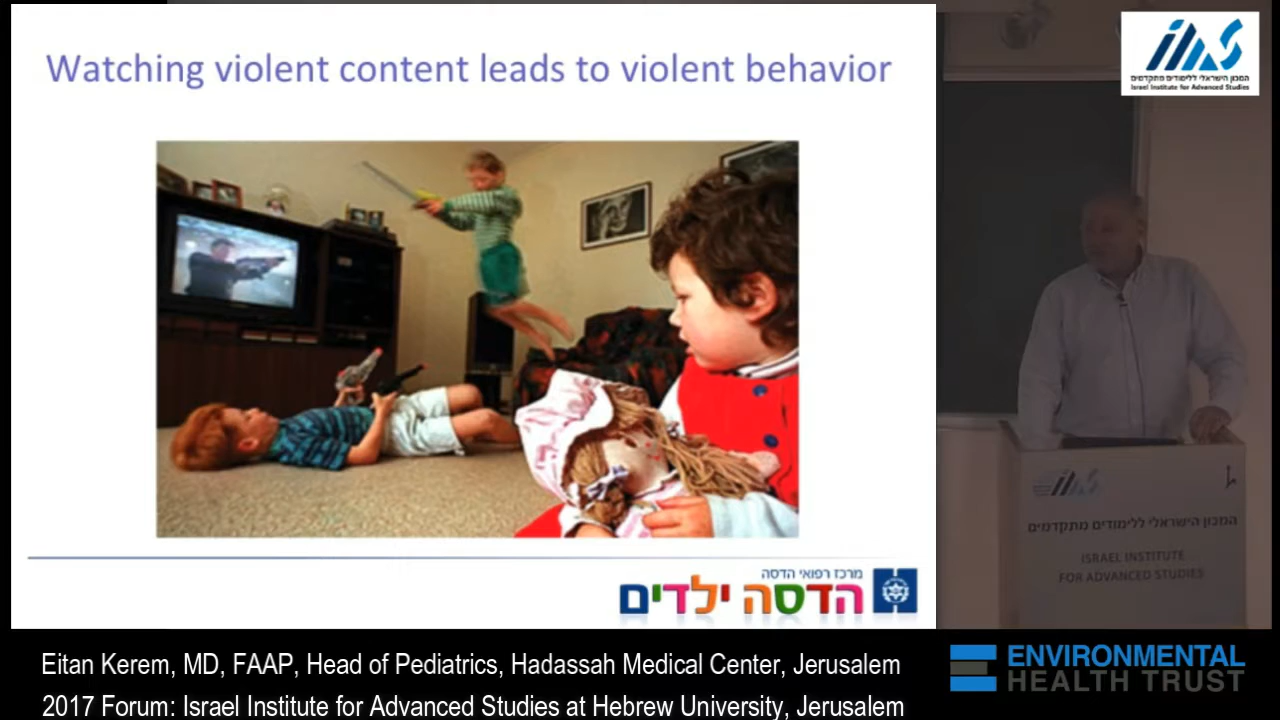 Watching violent content leads to violent behavior
המכון הישראלי ללימודים מתקדמים
Israel Institute for Advanced Studies
המכון הישראלי ללימודים מתקדמים
ISRAEL INSTITUTE
FOR ADVANCED STUDIES
מרכז רפואי הדסה
הדסה ילדים
Eitan Kerem, MD, FAAP, Head of Pediatrics, Hadassah Medical Center, Jerusalem
2017 Forum: Israel Institute for Advanced Studies at Hebrew University, Jerusalem
ENVIRONMENTAL
HEALTH TRUST